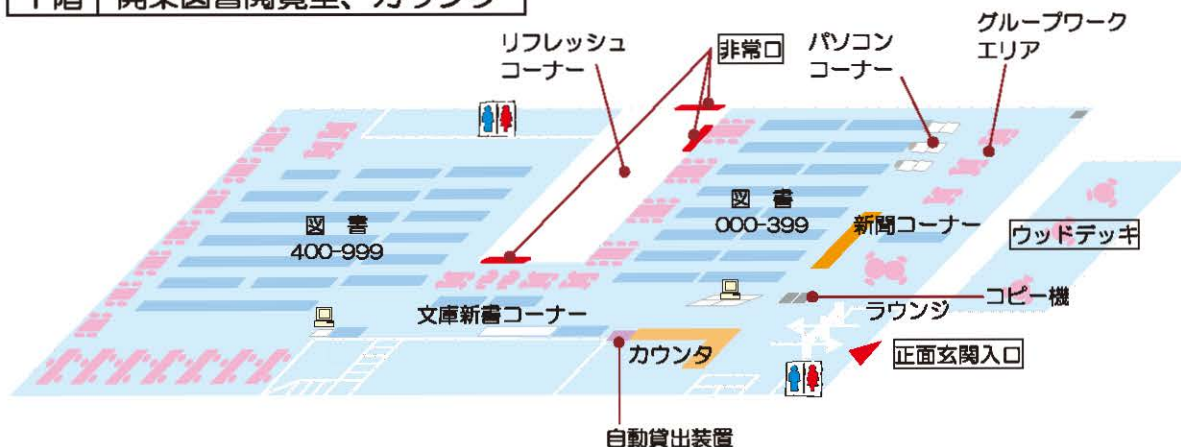 1階 開架図書閲覧室、カウンタ
リフレッシュ
コーナー
非常口
パソコン
コーナー
グループワーク
エリア
図 書
400-999
図 書
000-399
新聞コーナー
ウッドデッキ
文庫新書コーナー
コピー機
ラウンジ
カウンタ
正面玄関入口
自動貸出装置